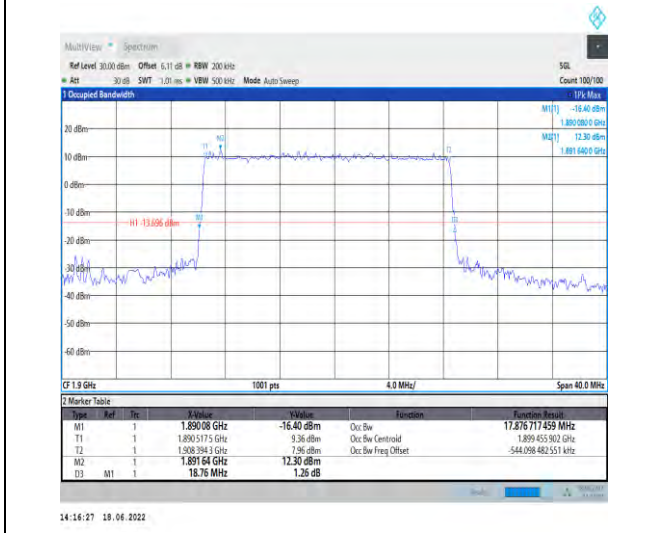 MultiView Spectrum
Ref Level 30.00 dBm Offset 6.11 dB RBW 200 kHz SGL
Att 30 dB SWT 1.01 ms VBW 500 kHz Mode Auto Sweep Count 100/100
1 Occupied Bandwidth 1Pk Max
M1[1] -16.40 dBm
1.890 080 0 GHz
M2[1] 12.30 dBm
1.891 640 0 GHz
20 dBm
M2
T1
T2
10 dBm
0 dBm
-10 dBm
H1 -13.696 dBm
M1
D3
-20 dBm
-30 dBm
-40 dBm
-50 dBm
-60 dBm
CF 1.9 GHz 1001 pts 4.0 MHz/ Span 40.0 MHz
2 Marker Table
Type Ref Trc X-Value Y-Value Function Function Result
M1 1 1.89008 GHz -16.40 dBm Occ Bw 17.876 717 459 MHz
T1 1 1.890 517 5 GHz 9.36 dBm Occ Bw Centroid 1.899 455 902 GHz
T2 1 1.908 394 3 GHz 7.96 dBm Occ Bw Freq Offset -544.098 482 551 kHz
M2 1 1.89164 GHz 12.30 dBm
D3 M1 1 18.76 MHz 1.26 dB
14:16:27 18.06.2022